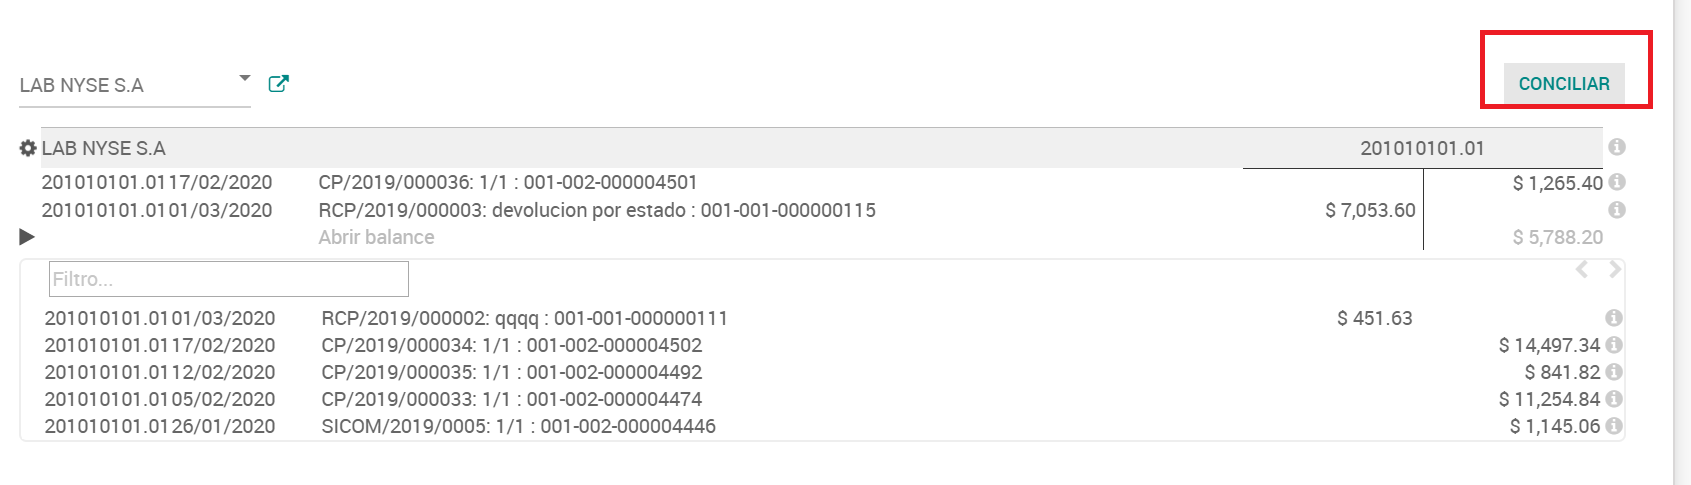 LAB NYSE S.A
CONCILIAR
LAB NYSE S.A 201010101.01
201010101.0117/02/2020 CP/2019/000036: 1/1 : 001-002-000004501 $ 1,265.40
201010101.0101/03/2020 RCP/2019/000003: devolucion por estado : 001-001-000000115 $ 7,053.60
Abrir balance $ 5,788.20
Filtro...
201010101.0101/03/2020 RCP/2019/000002: qqqq : 001-001-000000111 $ 451.63
201010101.0117/02/2020 CP/2019/000034: 1/1 : 001-002-000004502 $ 14,497.34
201010101.0112/02/2020 CP/2019/000035: 1/1 : 001-002-000004492 $ 841.82
201010101.0105/02/2020 CP/2019/000033: 1/1 : 001-002-000004474 $ 11,254.84
201010101.0126/01/2020 SICOM/2019/0005: 1/1 : 001-002-000004446 $ 1,145.06